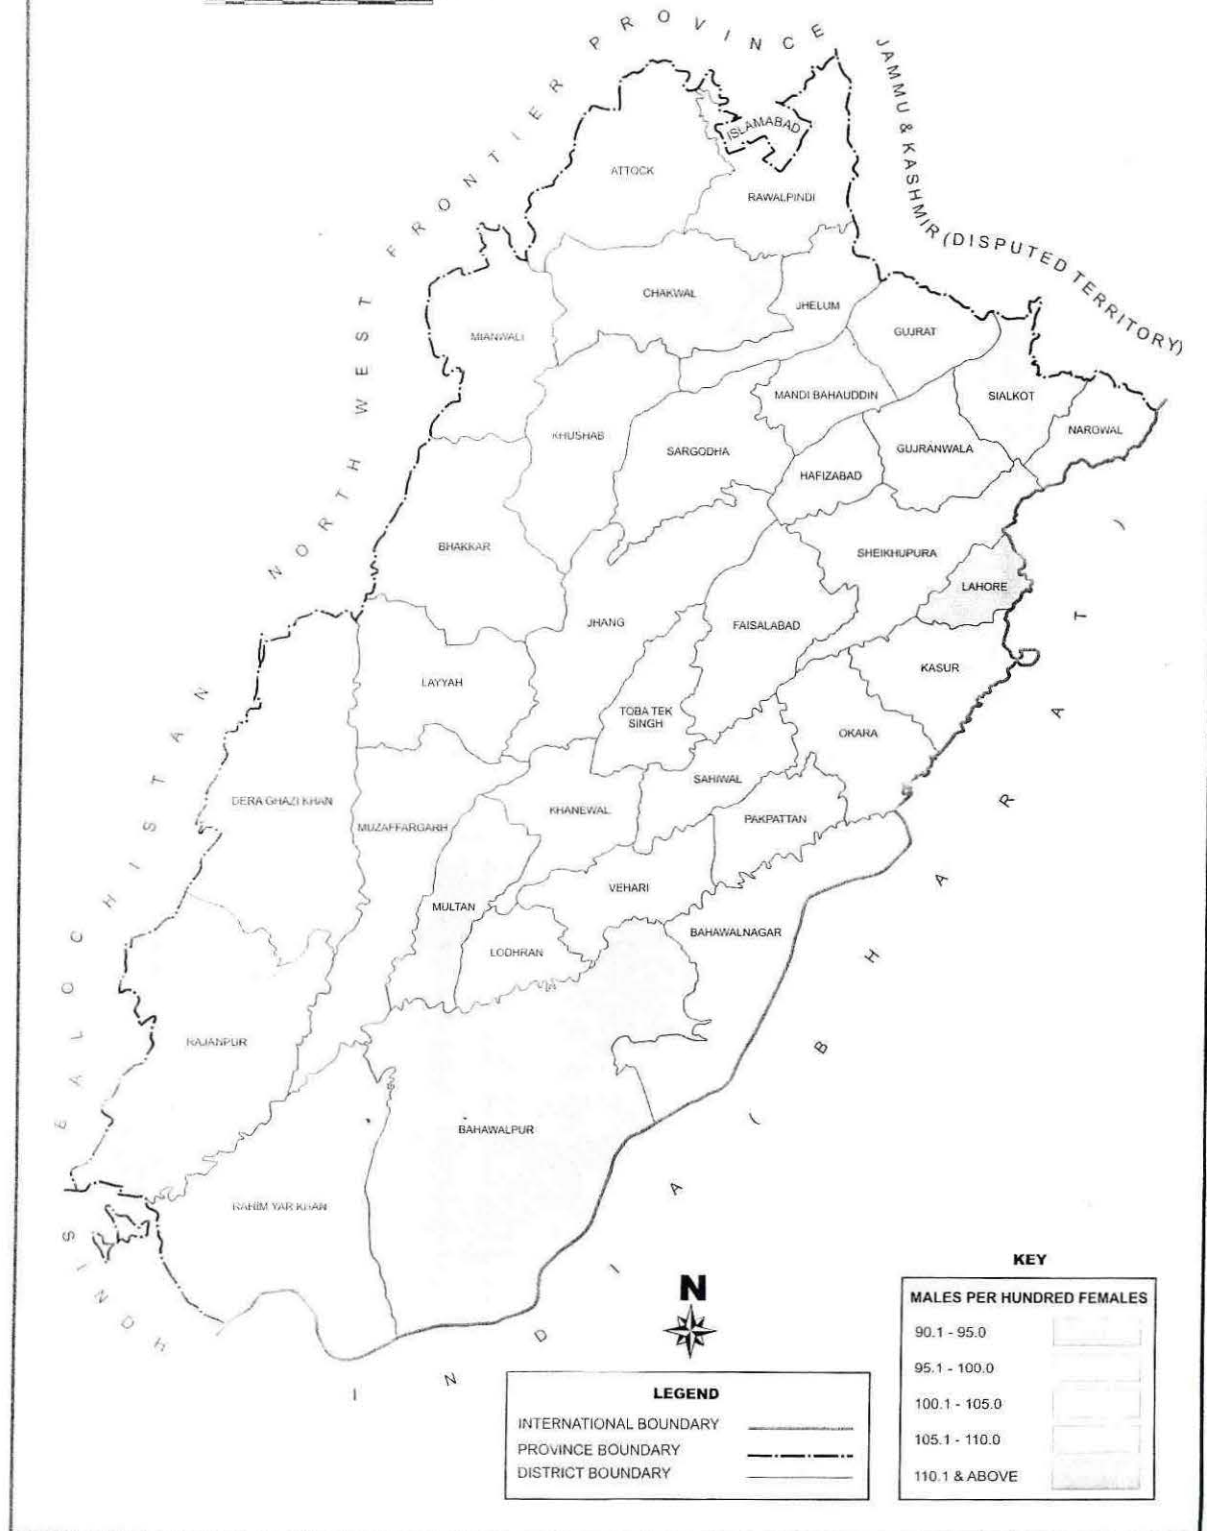 NORTH WEST FRONTIER PROVINCE
JAMMU & KASHMIR (DISPUTED TERRITORY)
ISLAMABAD
ATTOCK
RAWALPINDI
CHAKWAL
JHELUM
MIANWALI
GUJRAT
MANDI BAHAUDDIN
SIALKOT
NAROWAL
KHUSHAB
SARGODHA
GUJRANWALA
HAFIZABAD
BHAKKAR
SHEIKHUPURA
LAHORE
JHANG
FAISALABAD
KASUR
LAYYAH
TOBA TEK
SINGH
OKARA
SAHIWAL
DERA GHAZI KHAN
MUZAFFARGARH
KHANEWAL
PAKPATTAN
VEHARI
MULTAN
BAHAWALNAGAR
LODHRAN
BALOCHISTAN
RAJANPUR
BAHAWALPUR
RAHIM YAR KHAN
SINDH
INDIA (BHARAT)
N
KEY
MALES PER HUNDRED FEMALES
90.1 - 95.0
95.1 - 100.0
100.1 - 105.0
105.1 - 110.0
110.1 & ABOVE
LEGEND
INTERNATIONAL BOUNDARY
PROVINCE BOUNDARY
DISTRICT BOUNDARY